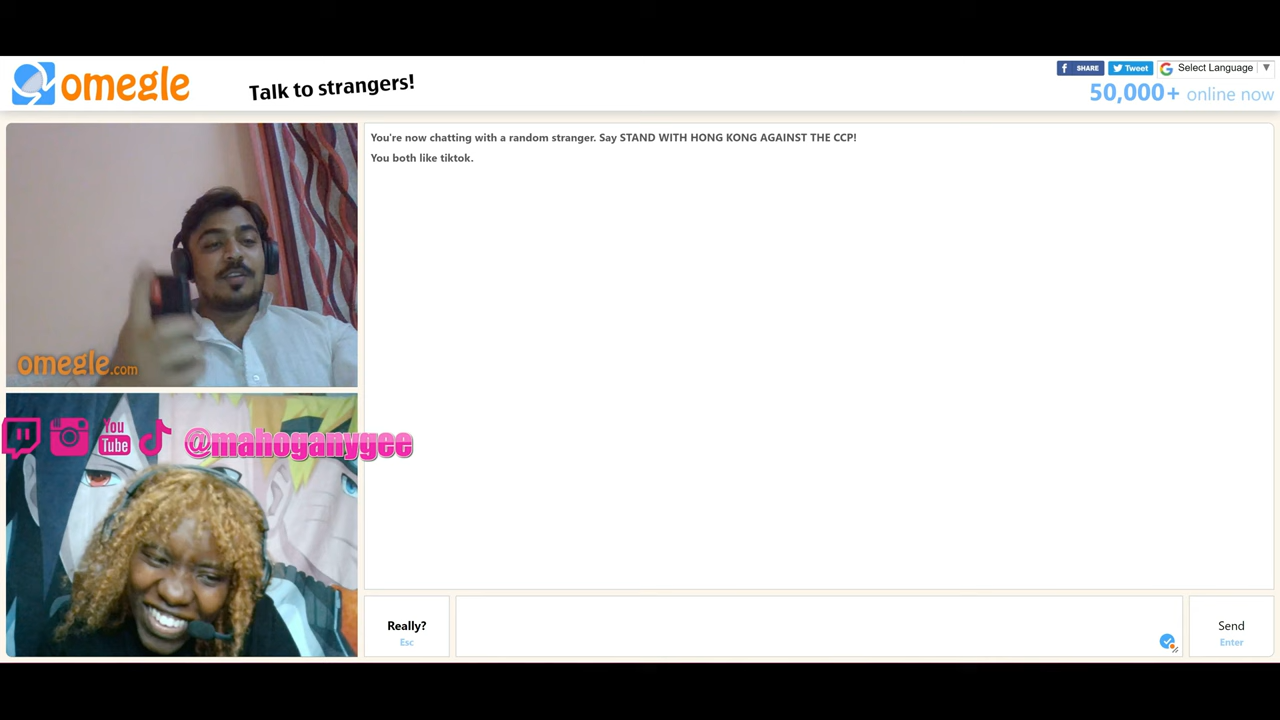 omegle
Talk to strangers!
SHARE
Tweet
Select Language
50,000+ online now
You're now chatting with a random stranger. Say STAND WITH HONG KONG AGAINST THE CCP!
You both like tiktok.
omegle.com
You
Tube
@mahoganygee
Really?
Esc
Send
Enter